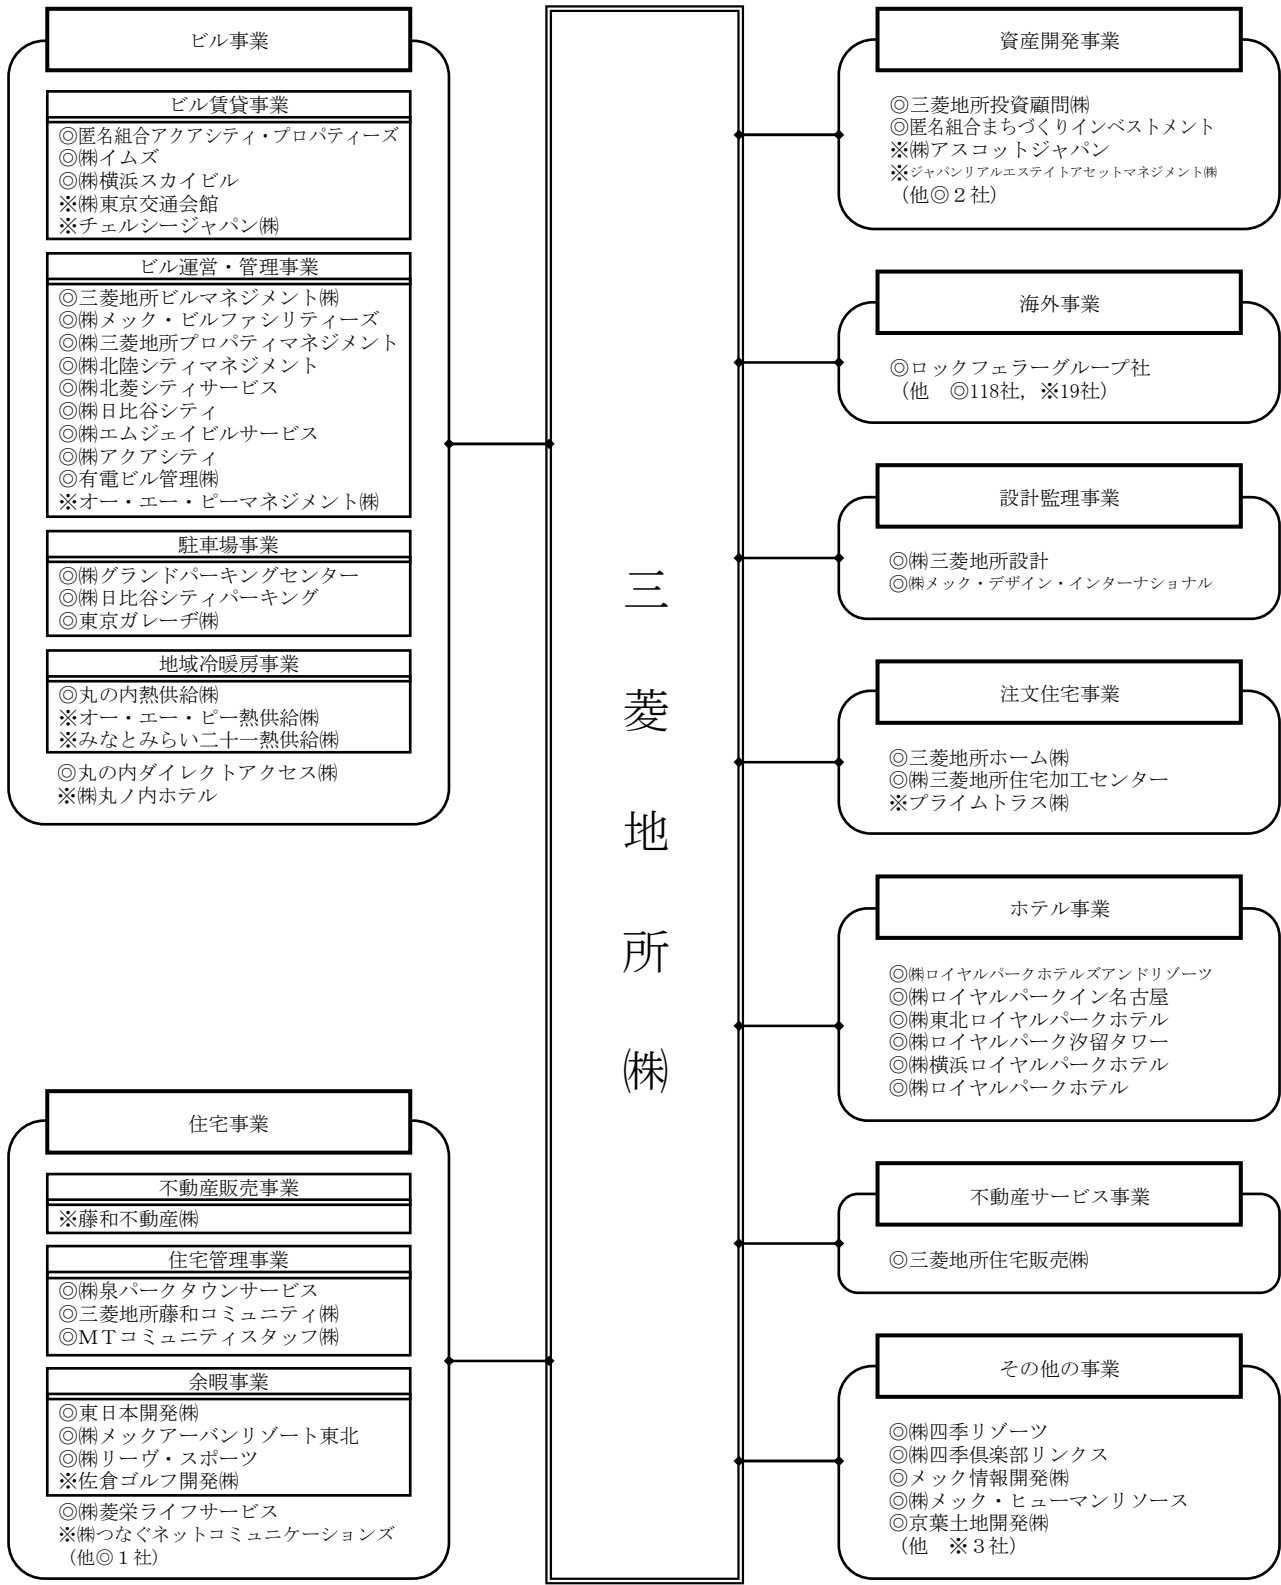 ビル事業
ビル賃貸事業
◎匿名組合アクアシティ・プロパティーズ
◎㈱イムズ
◎㈱横浜スカイビル
※㈱東京交通会館
※チェルシージャパン㈱
ビル運営・管理事業
◎三菱地所ビルマネジメント㈱
◎㈱メック・ビルファシリティーズ
◎㈱三菱地所プロパティマネジメント
◎㈱北陸シティマネジメント
◎㈱北菱シティサービス
◎㈱日比谷シティ
◎㈱エムジェイビルサービス
◎㈱アクアシティ
◎有電ビル管理㈱
※オー・エー・ピーマネジメント㈱
駐車場事業
◎㈱グランドパーキングセンター
◎㈱日比谷シティパーキング
◎東京ガレーヂ㈱
地域冷暖房事業
◎丸の内熱供給㈱
※オー・エー・ピー熱供給㈱
※みなとみらい二十一熱供給㈱
◎丸の内ダイレクトアクセス㈱
※㈱丸ノ内ホテル
住宅事業
不動産販売事業
※藤和不動産㈱
住宅管理事業
◎㈱泉パークタウンサービス
◎三菱地所藤和コミュニティ㈱
◎MTコミュニティスタッフ㈱
余暇事業
◎東日本開発㈱
◎㈱メックアーバンリゾート東北
◎㈱リーヴ・スポーツ
※佐倉ゴルフ開発㈱
◎㈱菱栄ライフサービス
※㈱つなぐネットコミュニケーションズ
（他◎１社）
三菱地所㈱
資産開発事業
◎三菱地所投資顧問㈱
◎匿名組合まちづくりインベストメント
※㈱アスコットジャパン
※ジャパンリアルエステイトアセットマネジメント㈱
（他◎２社）
海外事業
◎ロックフェラーグループ社
（他　◎118社，※19社）
設計監理事業
◎㈱三菱地所設計
◎㈱メック・デザイン・インターナショナル
注文住宅事業
◎三菱地所ホーム㈱
◎㈱三菱地所住宅加工センター
※プライムトラス㈱
ホテル事業
◎㈱ロイヤルパークホテルズアンドリゾーツ
◎㈱ロイヤルパークイン名古屋
◎㈱東北ロイヤルパークホテル
◎㈱ロイヤルパーク汐留タワー
◎㈱横浜ロイヤルパークホテル
◎㈱ロイヤルパークホテル
不動産サービス事業
◎三菱地所住宅販売㈱
その他の事業
◎㈱四季リゾーツ
◎㈱四季倶楽部リンクス
◎メック情報開発㈱
◎㈱メック・ヒューマンリソース
◎京葉土地開発㈱
（他　※３社）